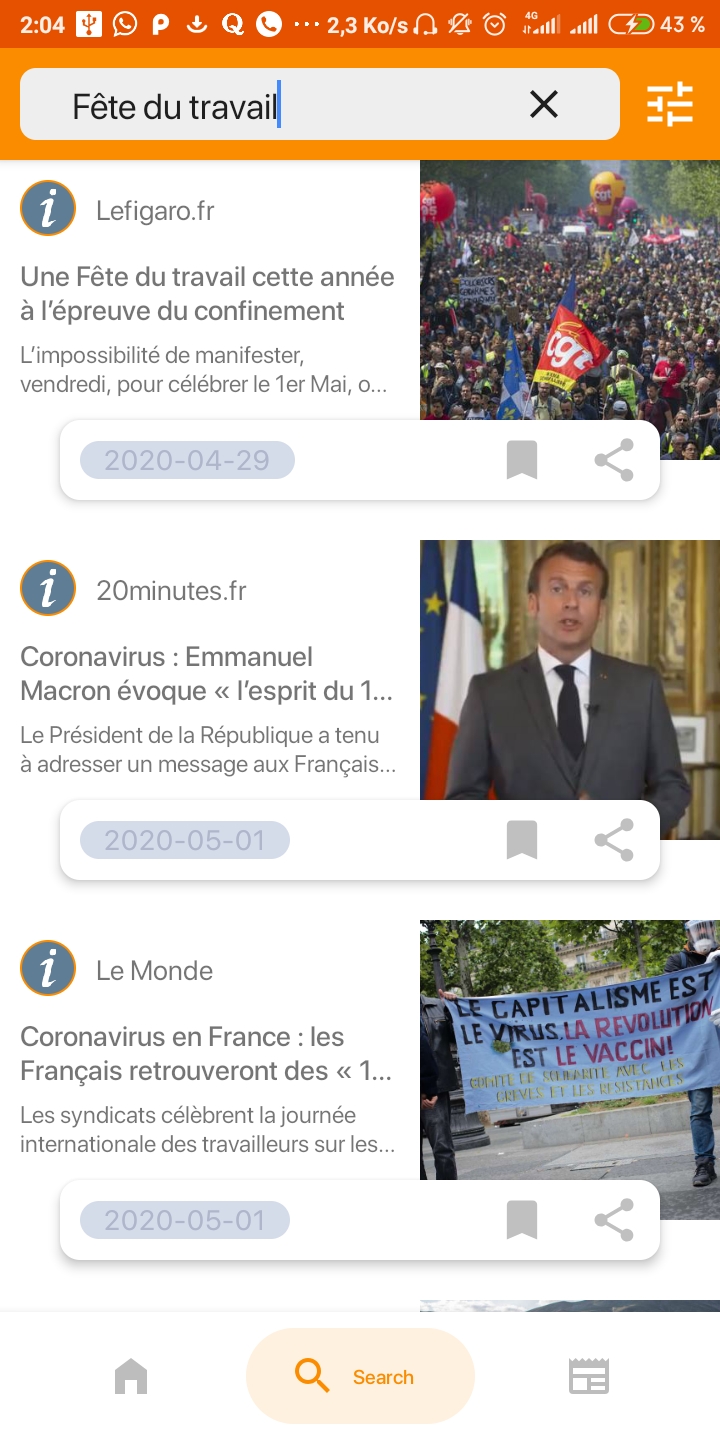 2:04
2,3 Ko/s
4G
43 %
Fête du travail
Lefigaro.fr
Une Fête du travail cette année
à l’épreuve du confinement
L’impossibilité de manifester,
vendredi, pour célébrer le 1er Mai, o...
cgt
cgt
2020-04-29
20minutes.fr
Coronavirus : Emmanuel
Macron évoque « l’esprit du 1...
Le Président de la République a tenu
à adresser un message aux Français...
2020-05-01
Le Monde
Coronavirus en France : les
Français retrouveront des « 1...
Les syndicats célèbrent la journée
internationale des travailleurs sur les...
LE CAPITALISME EST
LE VIRUS, LA REVOLUTION
EST LE VACCIN!
COMITE DE SOLIDARITE AVEC LES
GREVES ET LES RESISTANCES
2020-05-01
Search